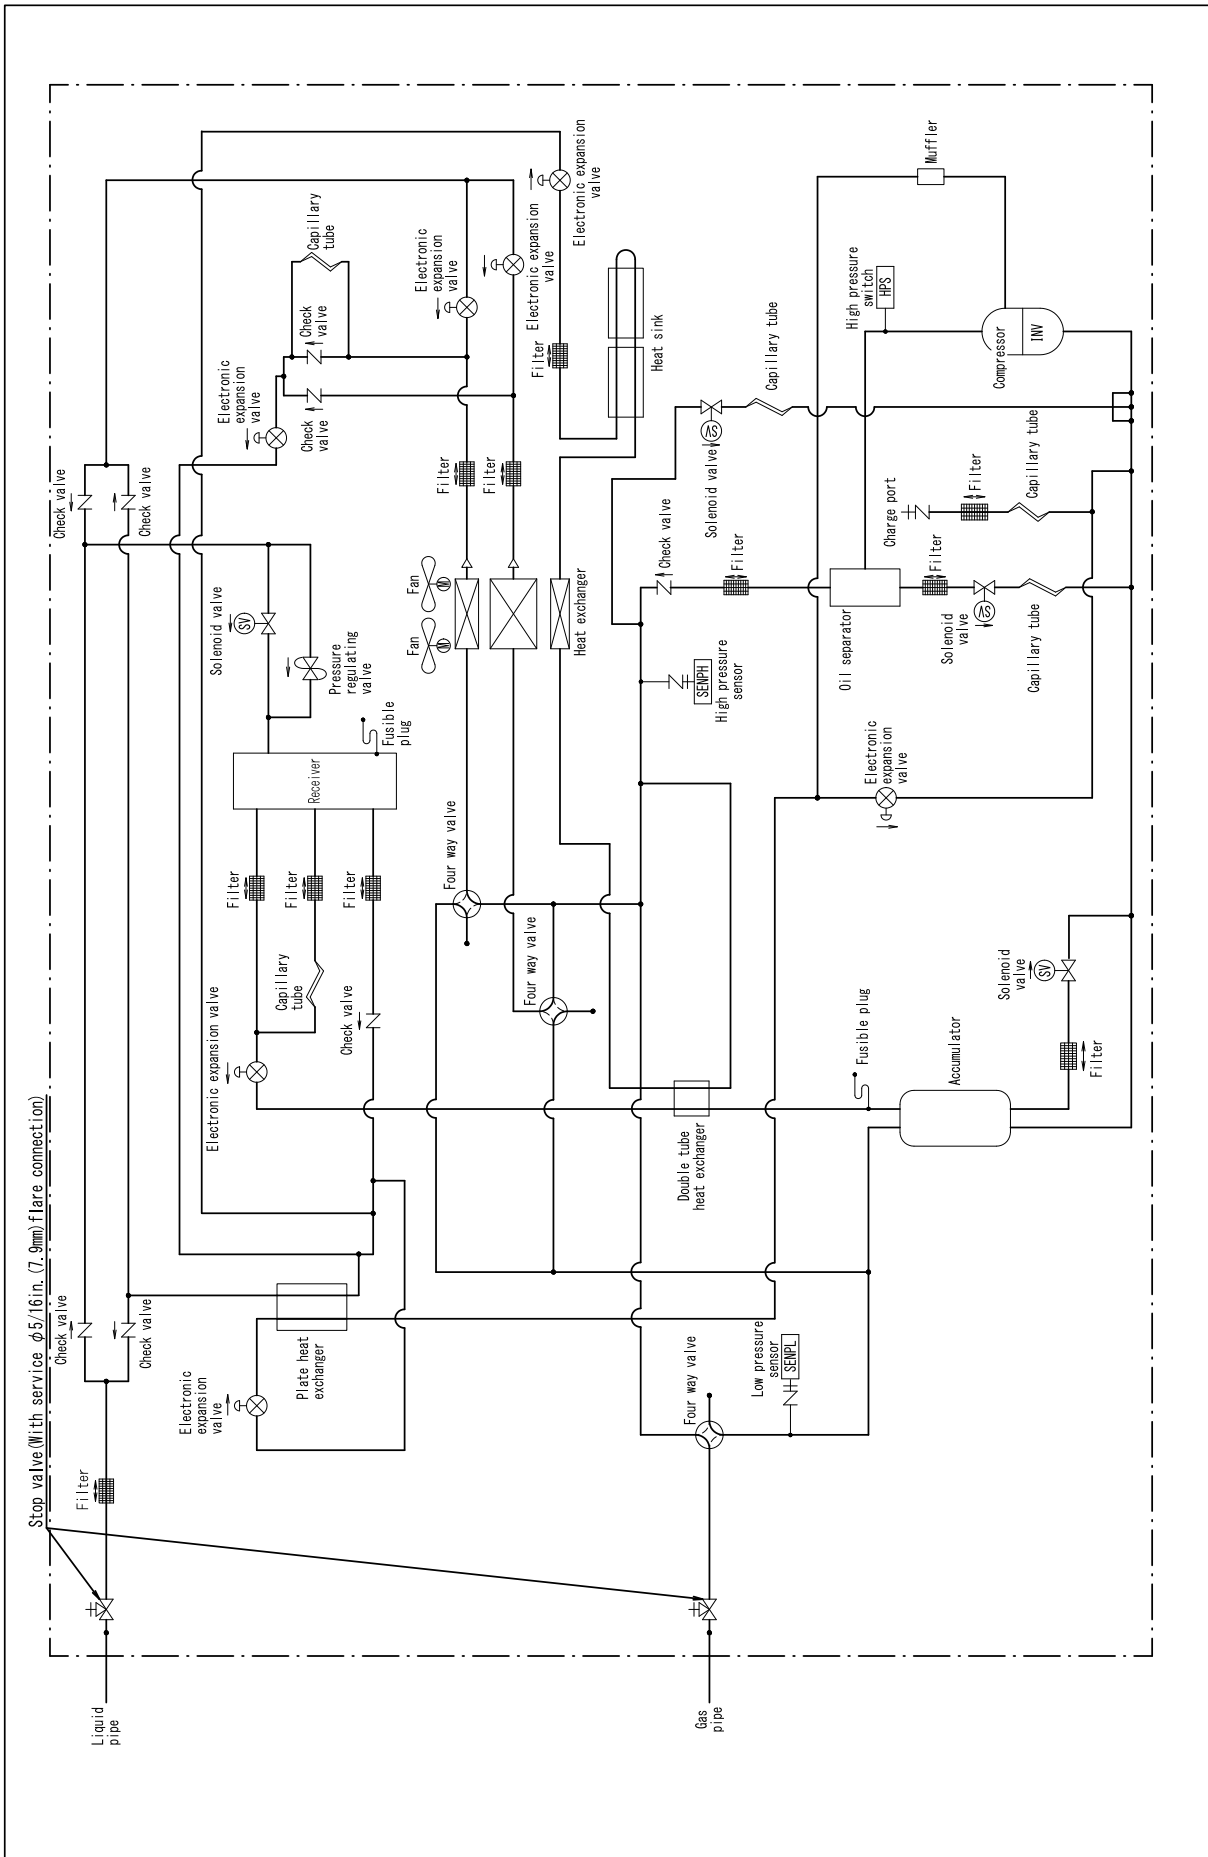 Stop valve(With service φ5/16in.(7.9mm)flare connection)
Liquid
pipe
Filter
Check valve
Check valve
Check valve
Check valve
Electronic
expansion
valve
Plate heat
exchanger
Electronic expansion valve
Capillary
tube
Check valve
Filter
Filter
Filter
Receiver
Fusible
plug
Solenoid valve
SV
Pressure
regulating
valve
Electronic
expansion
valve
Check
valve
Check
valve
Capillary
tube
Electronic
expansion
valve
Electronic expansion
valve
Electronic expansion
valve
Filter
Filter
Filter
Heat sink
Fan
M
Fan
M
Heat exchanger
Four way valve
Four way valve
Double tube
heat exchanger
Gas
pipe
Four way valve
Low pressure
sensor
SENPL
High pressure
sensor
SENPH
Check valve
Filter
Solenoid valve
SV
Capillary tube
Oil separator
Filter
Solenoid
valve
SV
Capillary tube
Charge port
Filter
Capillary tube
High pressure
switch
HPS
Compressor
INV
Muffler
Electronic
expansion
valve
Fusible plug
Accumulator
Solenoid
valve
SV
Filter